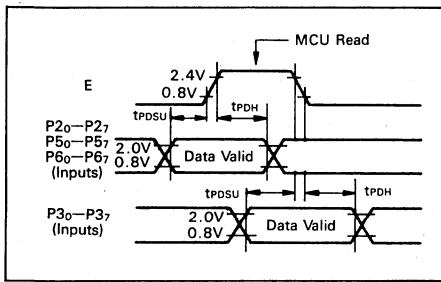 MCU Read
E
2.4V
0.8V
tPDSU
tPDH
P20—P27
P50—P57
P60—P67
(Inputs)
2.0V
0.8V
Data Valid
tPDSU
tPDH
P30—P37
(Inputs)
2.0V
0.8V
Data Valid